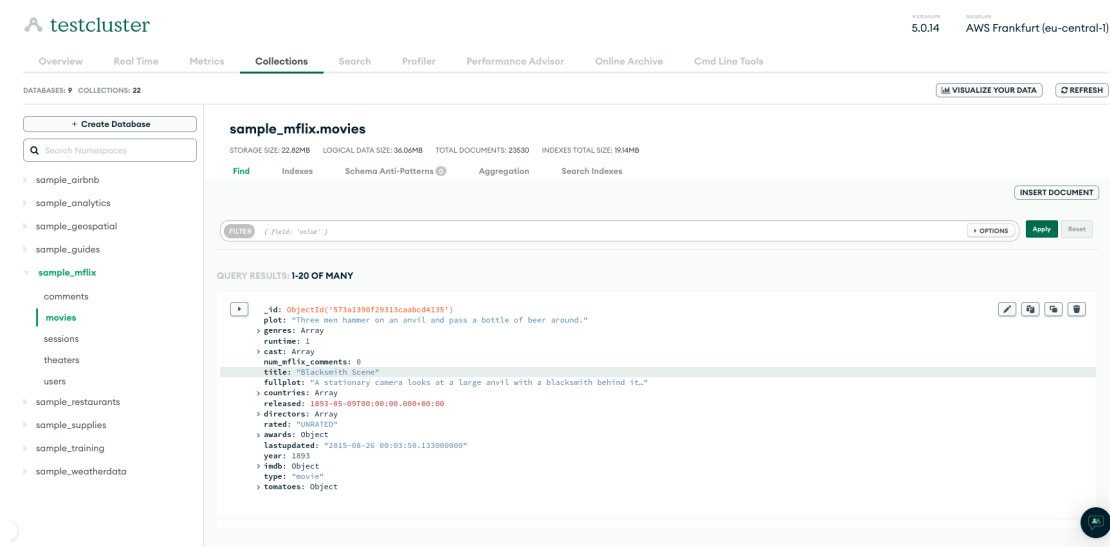 testcluster
VERSION REGION
5.0.14 AWS Frankfurt (eu-central-1)
Overview Real Time Metrics Collections Search Profiler Performance Advisor Online Archive Cmd Line Tools
DATABASES: 9 COLLECTIONS: 22
VISUALIZE YOUR DATA REFRESH
+ Create Database
Search Namespaces
sample_airbnb
sample_analytics
sample_geospatial
sample_guides
sample_mflix
comments
movies
sessions
theaters
users
sample_restaurants
sample_supplies
sample_training
sample_weatherdata
sample_mflix.movies
STORAGE SIZE: 22.82MB LOGICAL DATA SIZE: 36.06MB TOTAL DOCUMENTS: 23530 INDEXES TOTAL SIZE: 19.14MB
Find Indexes Schema Anti-Patterns 0 Aggregation Search Indexes
INSERT DOCUMENT
FILTER { field: 'value' } OPTIONS Apply Reset
QUERY RESULTS: 1-20 OF MANY
_id: ObjectId('573a1390f29313caabcd4135')
plot: "Three men hammer on an anvil and pass a bottle of beer around."
genres: Array
runtime: 1
cast: Array
num_mflix_comments: 0
title: "Blacksmith Scene"
fullplot: "A stationary camera looks at a large anvil with a blacksmith behind it…"
countries: Array
released: 1893-05-09T00:00:00.000+00:00
directors: Array
rated: "UNRATED"
awards: Object
lastupdated: "2015-08-26 00:03:50.133000000"
year: 1893
imdb: Object
type: "movie"
tomatoes: Object